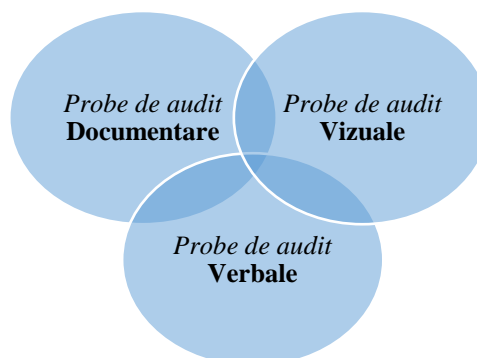 Probe de audit
Documentare
Probe de audit
Vizuale
Probe de audit
Verbale